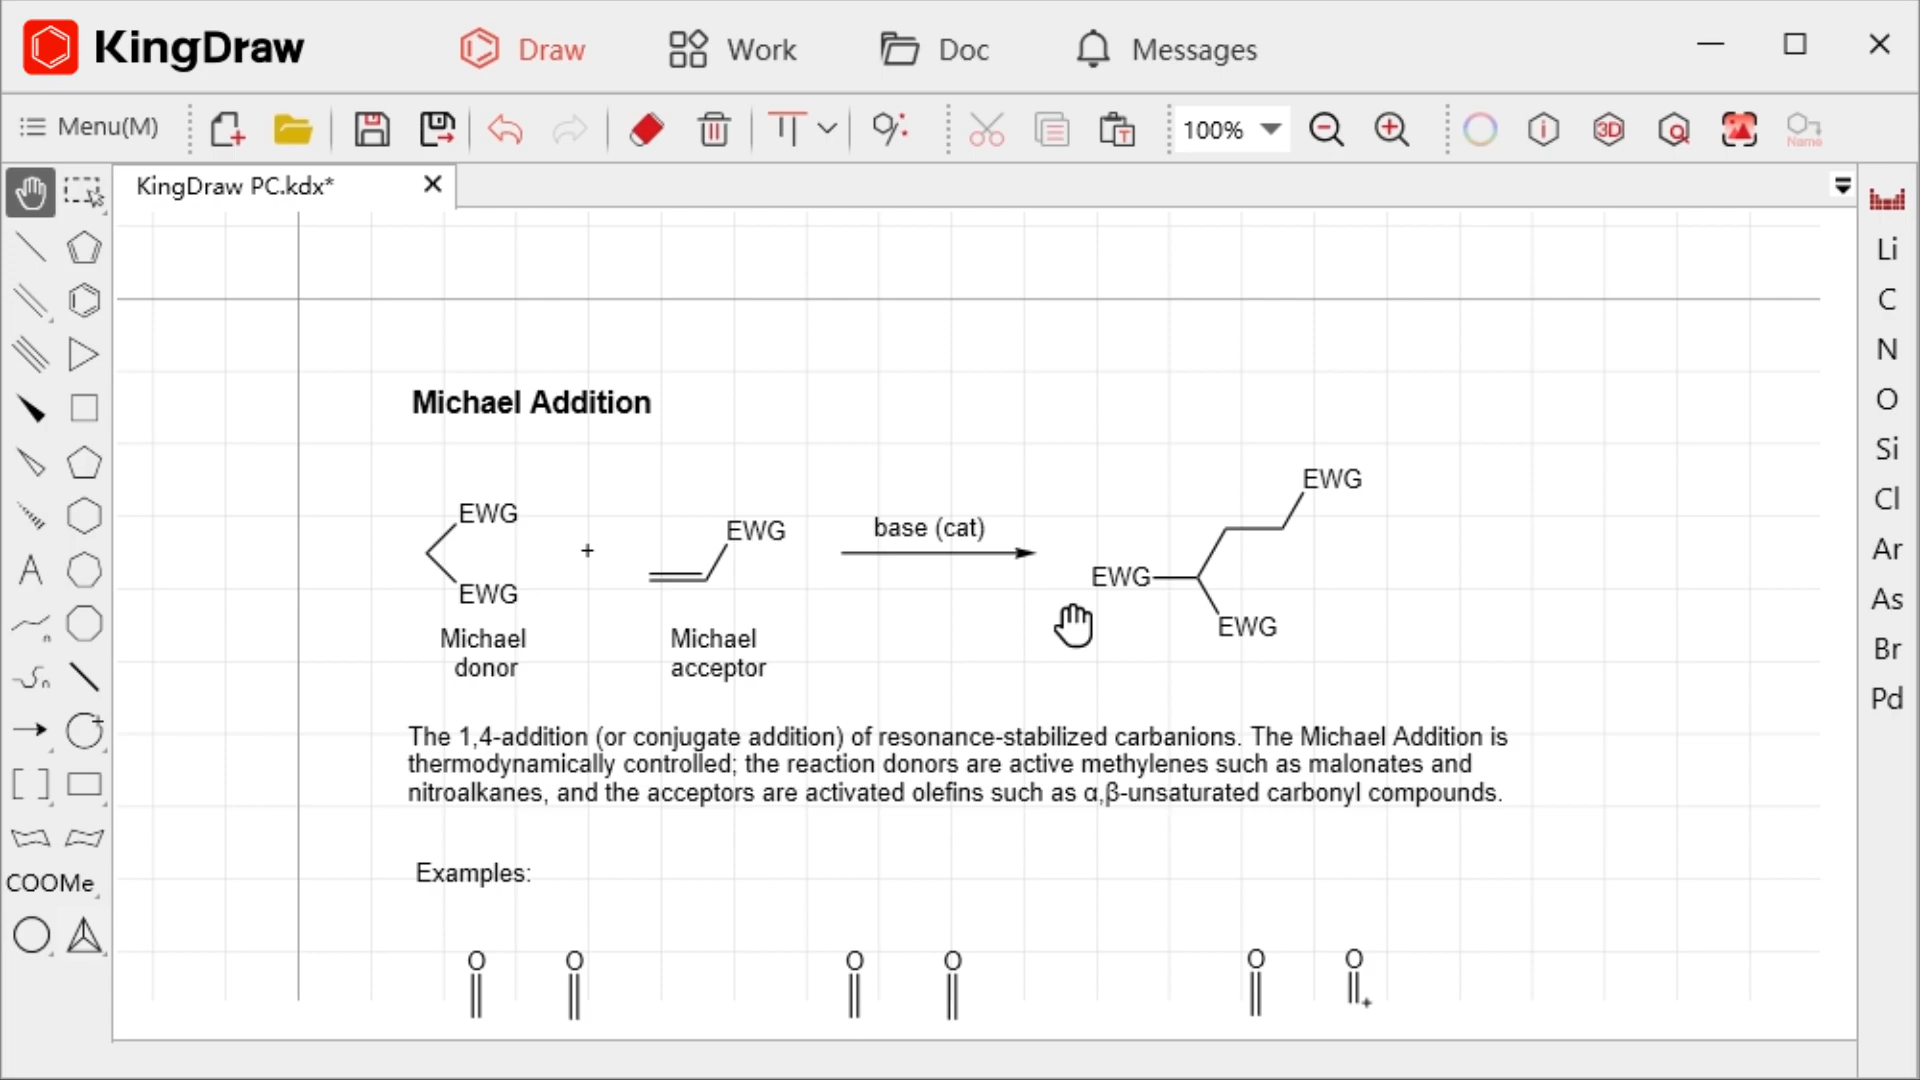 KingDraw
Draw
Work
Doc
Messages
Menu(M)
100%
3D
Name
KingDraw PC.kdx*
Li
C
N
O
Si
Cl
Ar
As
Br
Pd
A
COOMe
Michael Addition
EWG
EWG
+
EWG
base (cat)
EWG
EWG
EWG
Michael
donor
Michael
acceptor
The 1,4-addition (or conjugate addition) of resonance-stabilized carbanions. The Michael Addition is
thermodynamically controlled; the reaction donors are active methylenes such as malonates and
nitroalkanes, and the acceptors are activated olefins such as α,β-unsaturated carbonyl compounds.
Examples:
O O O O O O
+